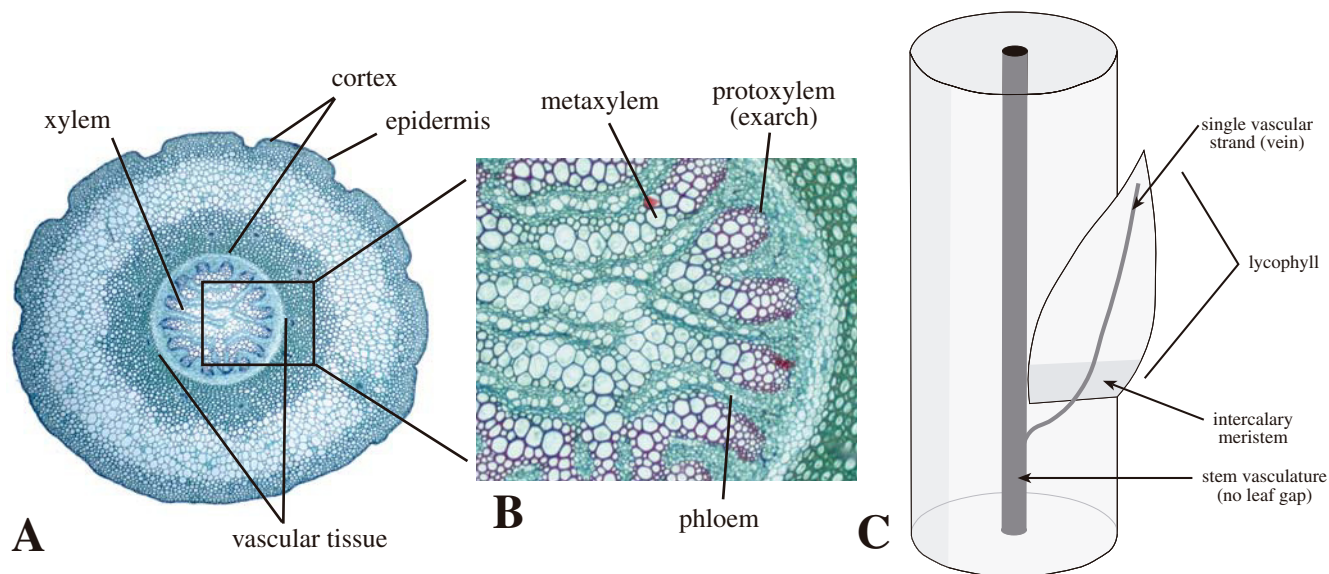 cortex
xylem
epidermis
vascular tissue
A
metaxylem
protoxylem
(exarch)
phloem
B
single vascular
strand (vein)
lycophyll
intercalary
meristem
stem vasculature
(no leaf gap)
C